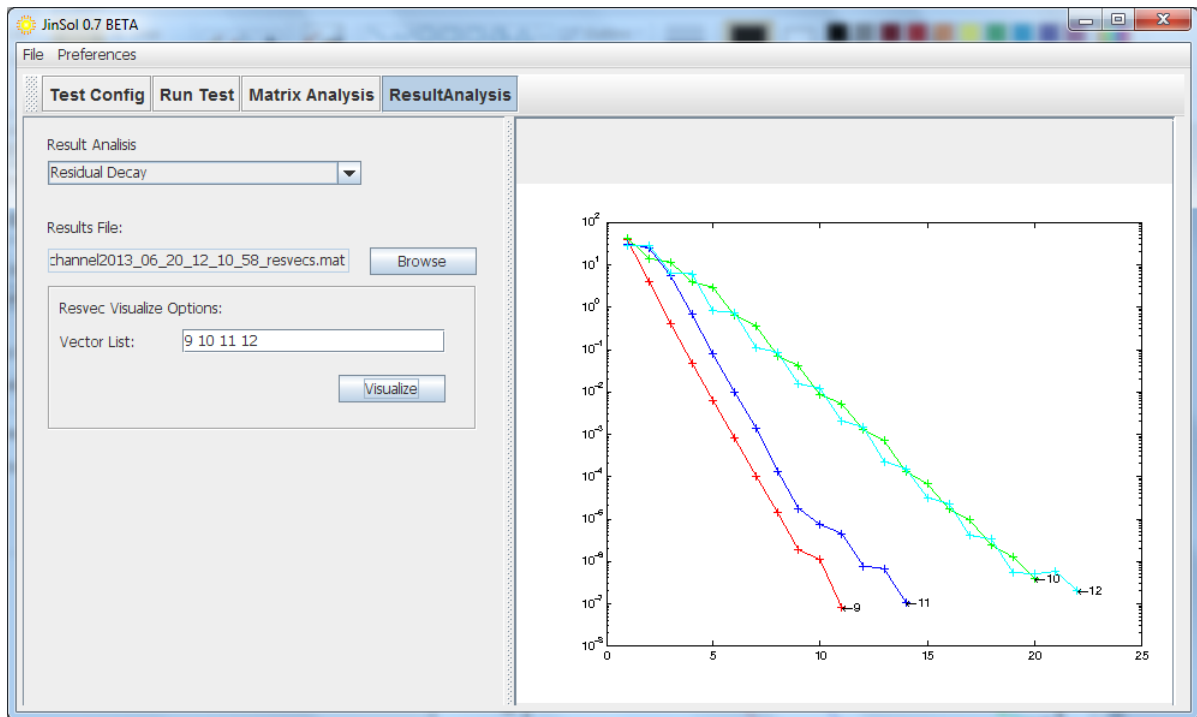 JinSol 0.7 BETA
File Preferences
Test Config Run Test Matrix Analysis ResultAnalysis
Result Analisis
Residual Decay
Results File:
channel2013_06_20_12_10_58_resvecs.mat Browse
Resvec Visualize Options:
Vector List: 9 10 11 12
Visualize
10^2
10^1
10^0
10^-1
10^-2
10^-3
10^-4
10^-5
10^-6
10^-7
10^-8
0 5 10 15 20 25
9
11
10
12